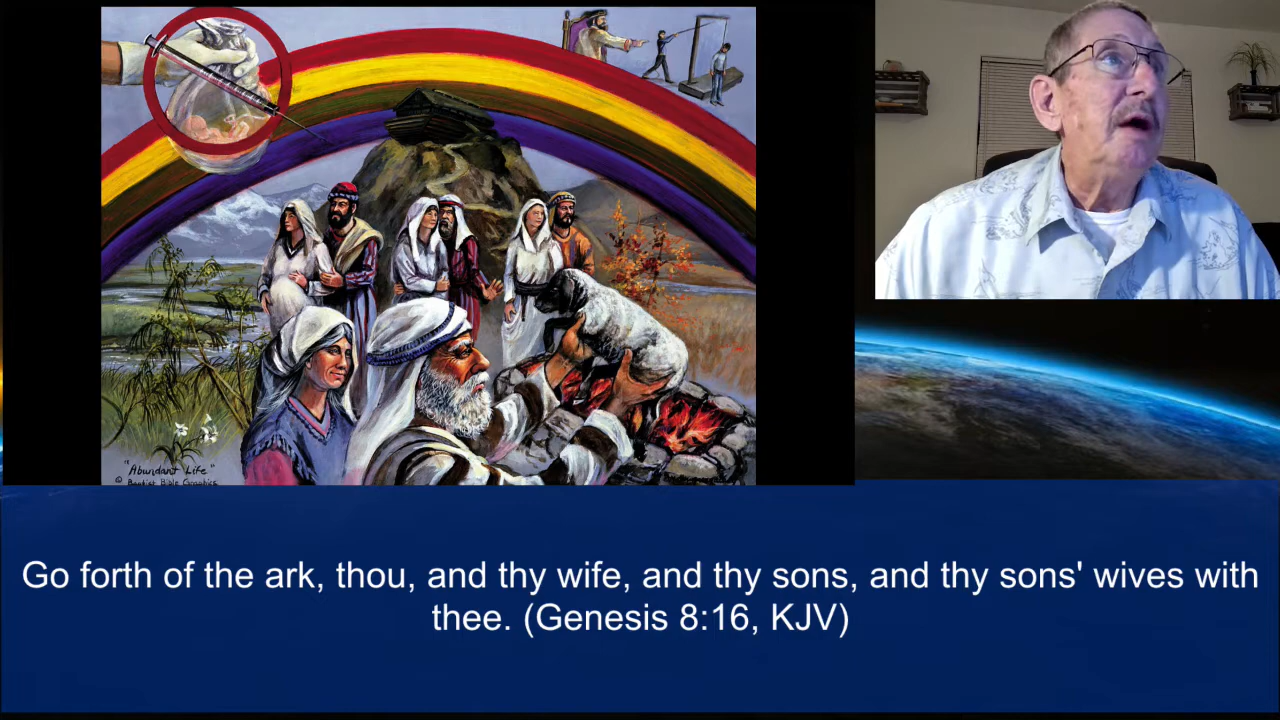 "Abundant Life"
© Baptist Bible Graphics
Go forth of the ark, thou, and thy wife, and thy sons, and thy sons' wives with
thee. (Genesis 8:16, KJV)